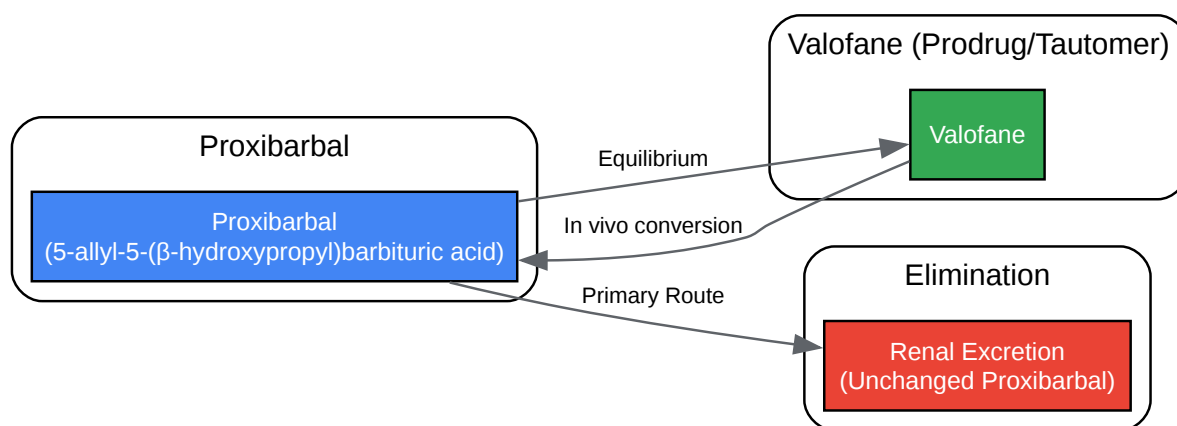 Valofane (Prodrug/Tautomer)
Valofane
Proxibarbal
Proxibarbal
(5-allyl-5-(β-hydroxypropyl)barbituric acid)
Equilibrium
In vivo conversion
Primary Route
Elimination
Renal Excretion
(Unchanged Proxibarbal)